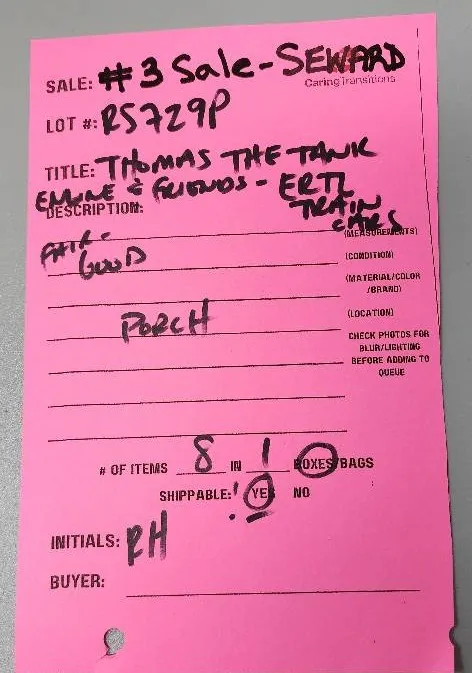 SALE: #3 Sale - SEWARD
Caring Transitions
LOT #: RS729P
TITLE: THOMAS THE TANK
ENGINE & FRIENDS - ERTL
DESCRIPTION: TRAIN
CARS
(MEASUREMENTS)
FAIR -
GOOD
(CONDITION)
(MATERIAL/COLOR
/BRAND)
PORCH
(LOCATION)
CHECK PHOTOS FOR
BLUR/LIGHTING
BEFORE ADDING TO
QUEUE
# OF ITEMS 8 IN 1 BOXES/BAGS
SHIPPABLE: YES NO
INITIALS: RH
BUYER: